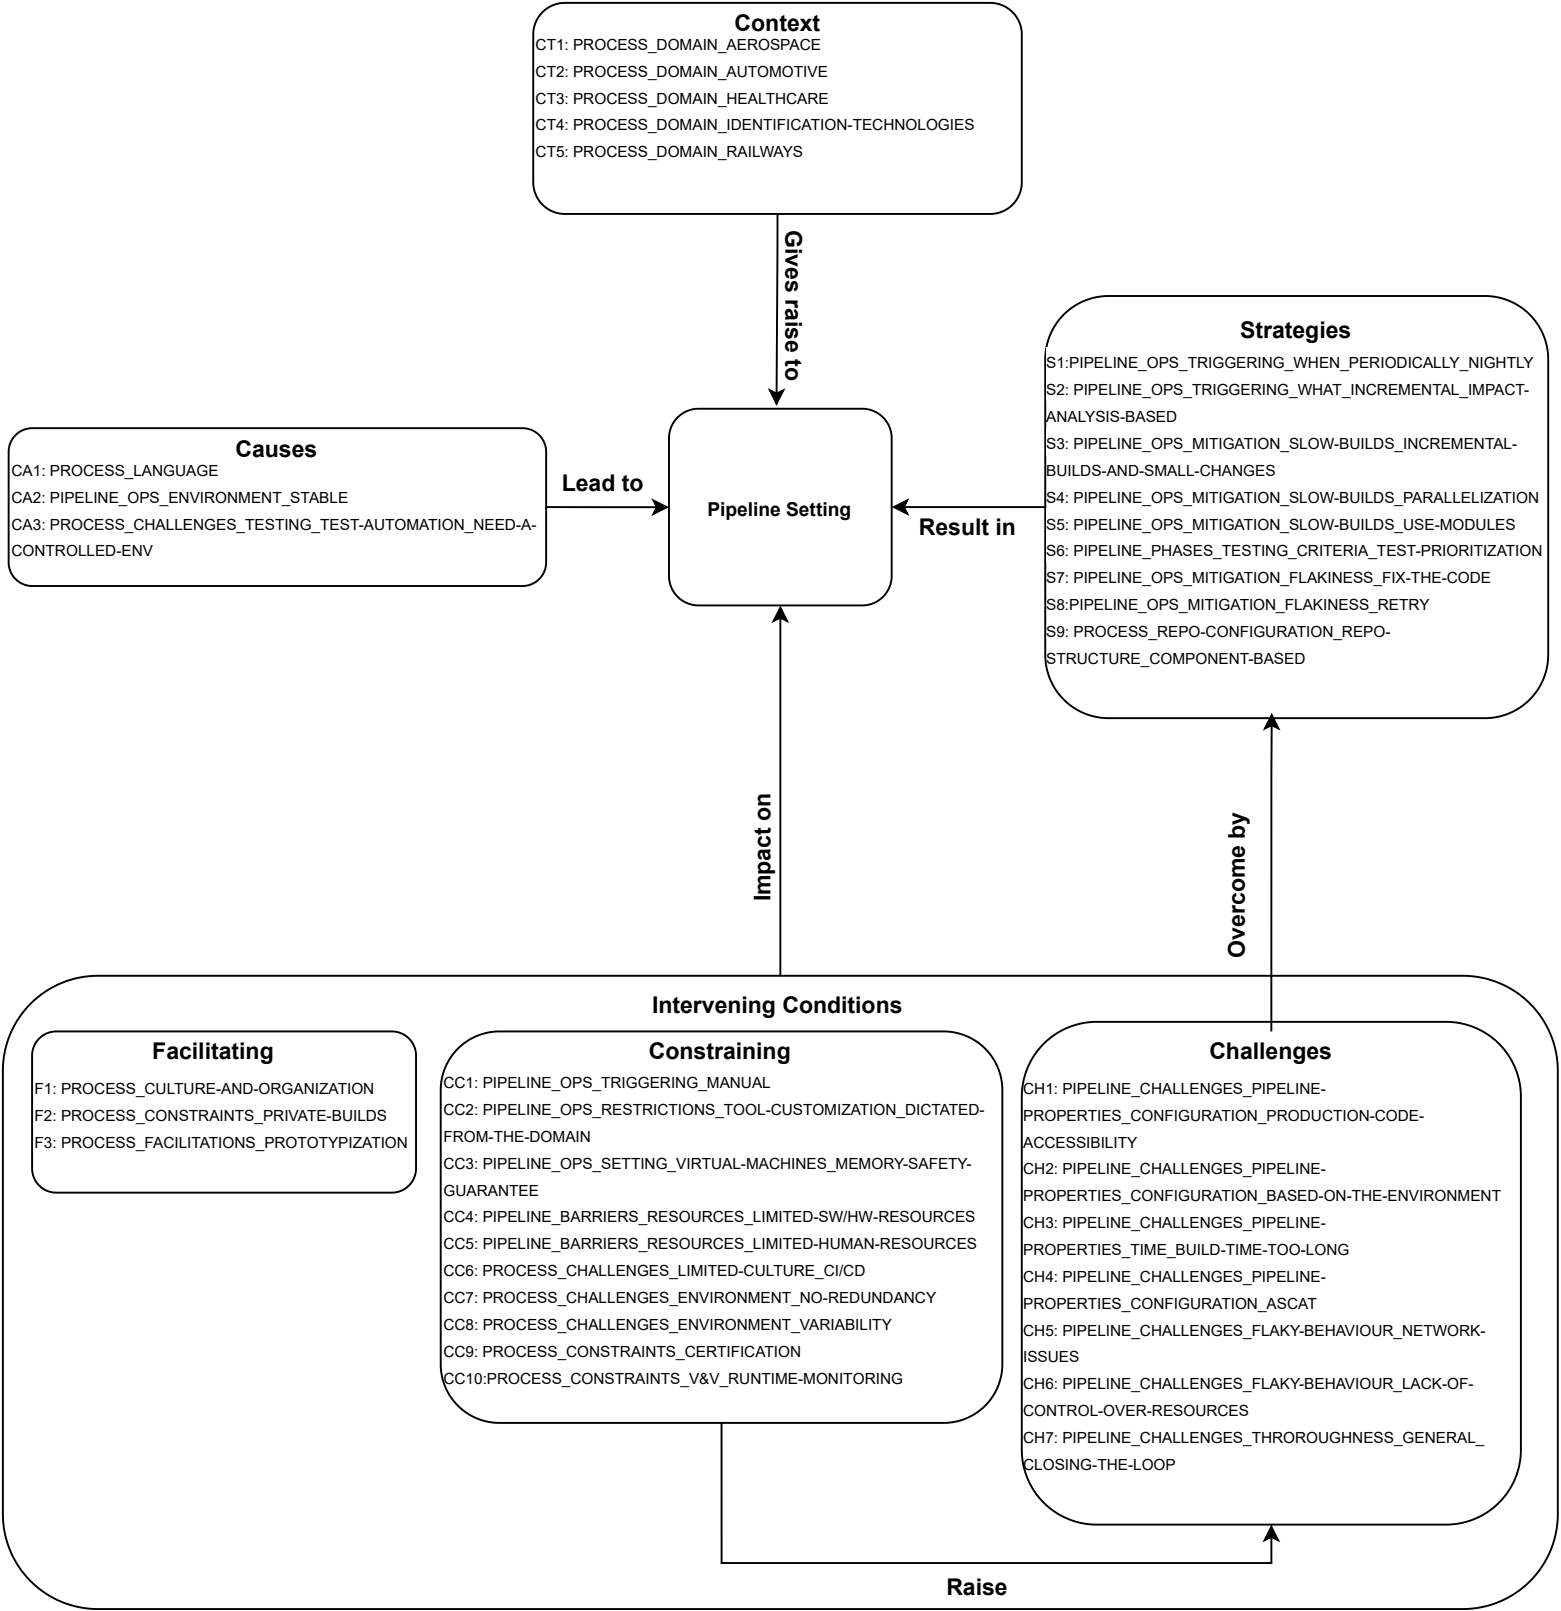 Context
CT1: PROCESS_DOMAIN_AEROSPACE
CT2: PROCESS_DOMAIN_AUTOMOTIVE
CT3: PROCESS_DOMAIN_HEALTHCARE
CT4: PROCESS_DOMAIN_IDENTIFICATION-TECHNOLOGIES
CT5: PROCESS_DOMAIN_RAILWAYS
Gives raise to
Causes
CA1: PROCESS_LANGUAGE
CA2: PIPELINE_OPS_ENVIRONMENT_STABLE
CA3: PROCESS_CHALLENGES_TESTING_TEST-AUTOMATION_NEED-A-
CONTROLLED-ENV
Lead to
Pipeline Setting
Result in
Strategies
S1:PIPELINE_OPS_TRIGGERING_WHEN_PERIODICALLY_NIGHTLY
S2: PIPELINE_OPS_TRIGGERING_WHAT_INCREMENTAL_IMPACT-
ANALYSIS-BASED
S3: PIPELINE_OPS_MITIGATION_SLOW-BUILDS_INCREMENTAL-
BUILDS-AND-SMALL-CHANGES
S4: PIPELINE_OPS_MITIGATION_SLOW-BUILDS_PARALLELIZATION
S5: PIPELINE_OPS_MITIGATION_SLOW-BUILDS_USE-MODULES
S6: PIPELINE_PHASES_TESTING_CRITERIA_TEST-PRIORITIZATION
S7: PIPELINE_OPS_MITIGATION_FLAKINESS_FIX-THE-CODE
S8:PIPELINE_OPS_MITIGATION_FLAKINESS_RETRY
S9: PROCESS_REPO-CONFIGURATION_REPO-
STRUCTURE_COMPONENT-BASED
Impact on
Overcome by
Intervening Conditions
Facilitating
F1: PROCESS_CULTURE-AND-ORGANIZATION
F2: PROCESS_CONSTRAINTS_PRIVATE-BUILDS
F3: PROCESS_FACILITATIONS_PROTOTYPIZATION
Constraining
CC1: PIPELINE_OPS_TRIGGERING_MANUAL
CC2: PIPELINE_OPS_RESTRICTIONS_TOOL-CUSTOMIZATION_DICTATED-
FROM-THE-DOMAIN
CC3: PIPELINE_OPS_SETTING_VIRTUAL-MACHINES_MEMORY-SAFETY-
GUARANTEE
CC4: PIPELINE_BARRIERS_RESOURCES_LIMITED-SW/HW-RESOURCES
CC5: PIPELINE_BARRIERS_RESOURCES_LIMITED-HUMAN-RESOURCES
CC6: PROCESS_CHALLENGES_LIMITED-CULTURE_CI/CD
CC7: PROCESS_CHALLENGES_ENVIRONMENT_NO-REDUNDANCY
CC8: PROCESS_CHALLENGES_ENVIRONMENT_VARIABILITY
CC9: PROCESS_CONSTRAINTS_CERTIFICATION
CC10:PROCESS_CONSTRAINTS_V&V_RUNTIME-MONITORING
Challenges
CH1: PIPELINE_CHALLENGES_PIPELINE-
PROPERTIES_CONFIGURATION_PRODUCTION-CODE-
ACCESSIBILITY
CH2: PIPELINE_CHALLENGES_PIPELINE-
PROPERTIES_CONFIGURATION_BASED-ON-THE-ENVIRONMENT
CH3: PIPELINE_CHALLENGES_PIPELINE-
PROPERTIES_TIME_BUILD-TIME-TOO-LONG
CH4: PIPELINE_CHALLENGES_PIPELINE-
PROPERTIES_CONFIGURATION_ASCAT
CH5: PIPELINE_CHALLENGES_FLAKY-BEHAVIOUR_NETWORK-
ISSUES
CH6: PIPELINE_CHALLENGES_FLAKY-BEHAVIOUR_LACK-OF-
CONTROL-OVER-RESOURCES
CH7: PIPELINE_CHALLENGES_THROROUGHNESS_GENERAL_
CLOSING-THE-LOOP
Raise